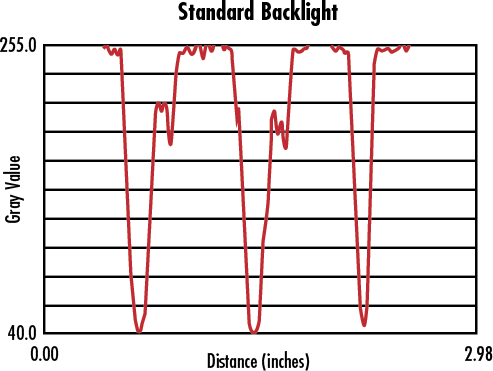 Standard Backlight
255.0
Gray Value
40.0
0.00
Distance (inches)
2.98